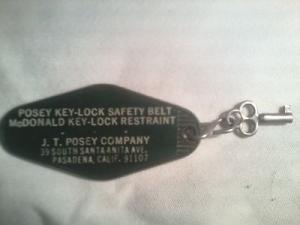 POSEY KEY-LOCK SAFETY BELT
McDONALD KEY-LOCK RESTRAINT
J. T. POSEY COMPANY
39 SOUTH SANTA ANITA AVE.
PASADENA, CALIF. 91107